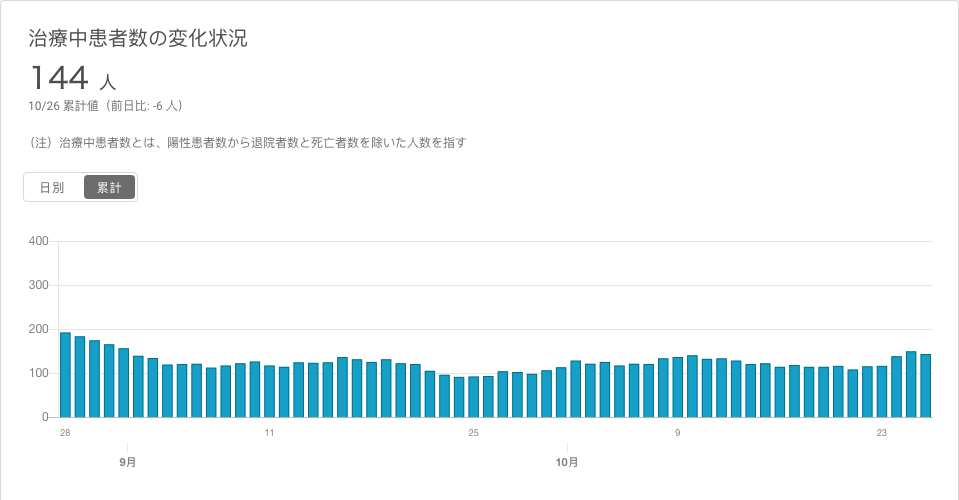 治療中患者数の変化状況
144 人
10/26 累計値（前日比: -6 人）
（注）治療中患者数とは、陽性患者数から退院者数と死亡者数を除いた人数を指す
日別 累計
400
300
200
100
0
28 11 25 9 23
9月 10月